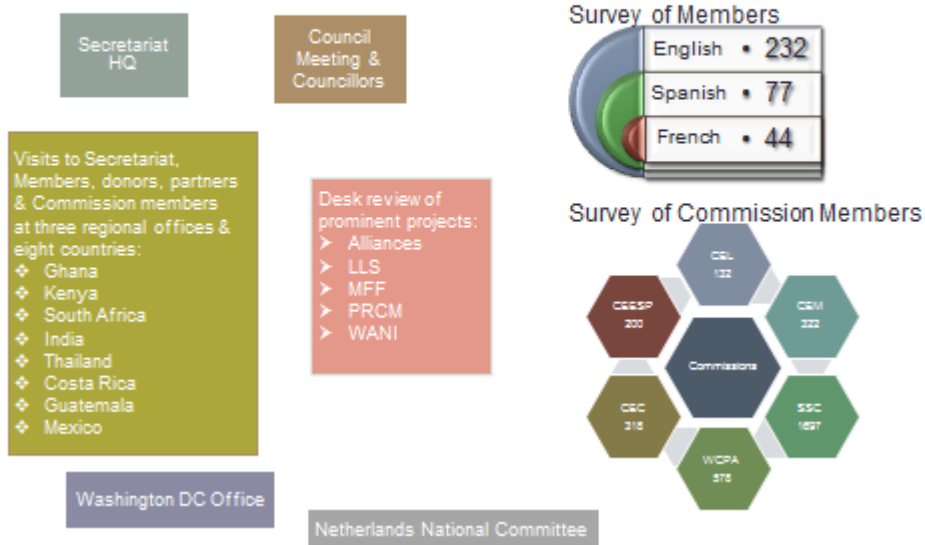 Secretariat
HQ
Council
Meeting &
Councillors
Visits to Secretariat,
Members, donors, partners
& Commission members
at three regional offices &
eight countries:
❖ Ghana
❖ Kenya
❖ South Africa
❖ India
❖ Thailand
❖ Costa Rica
❖ Guatemala
❖ Mexico
Desk review of
prominent projects:
➤ Alliances
➤ LLS
➤ MFF
➤ PRCM
➤ WANI
Washington DC Office
Netherlands National Committee
Survey of Members
English • 232
Spanish • 77
French • 44
Survey of Commission Members
CEL
132
CEESP
200
CEM
322
Commissions
CEC
318
SSC
1697
WCPA
578